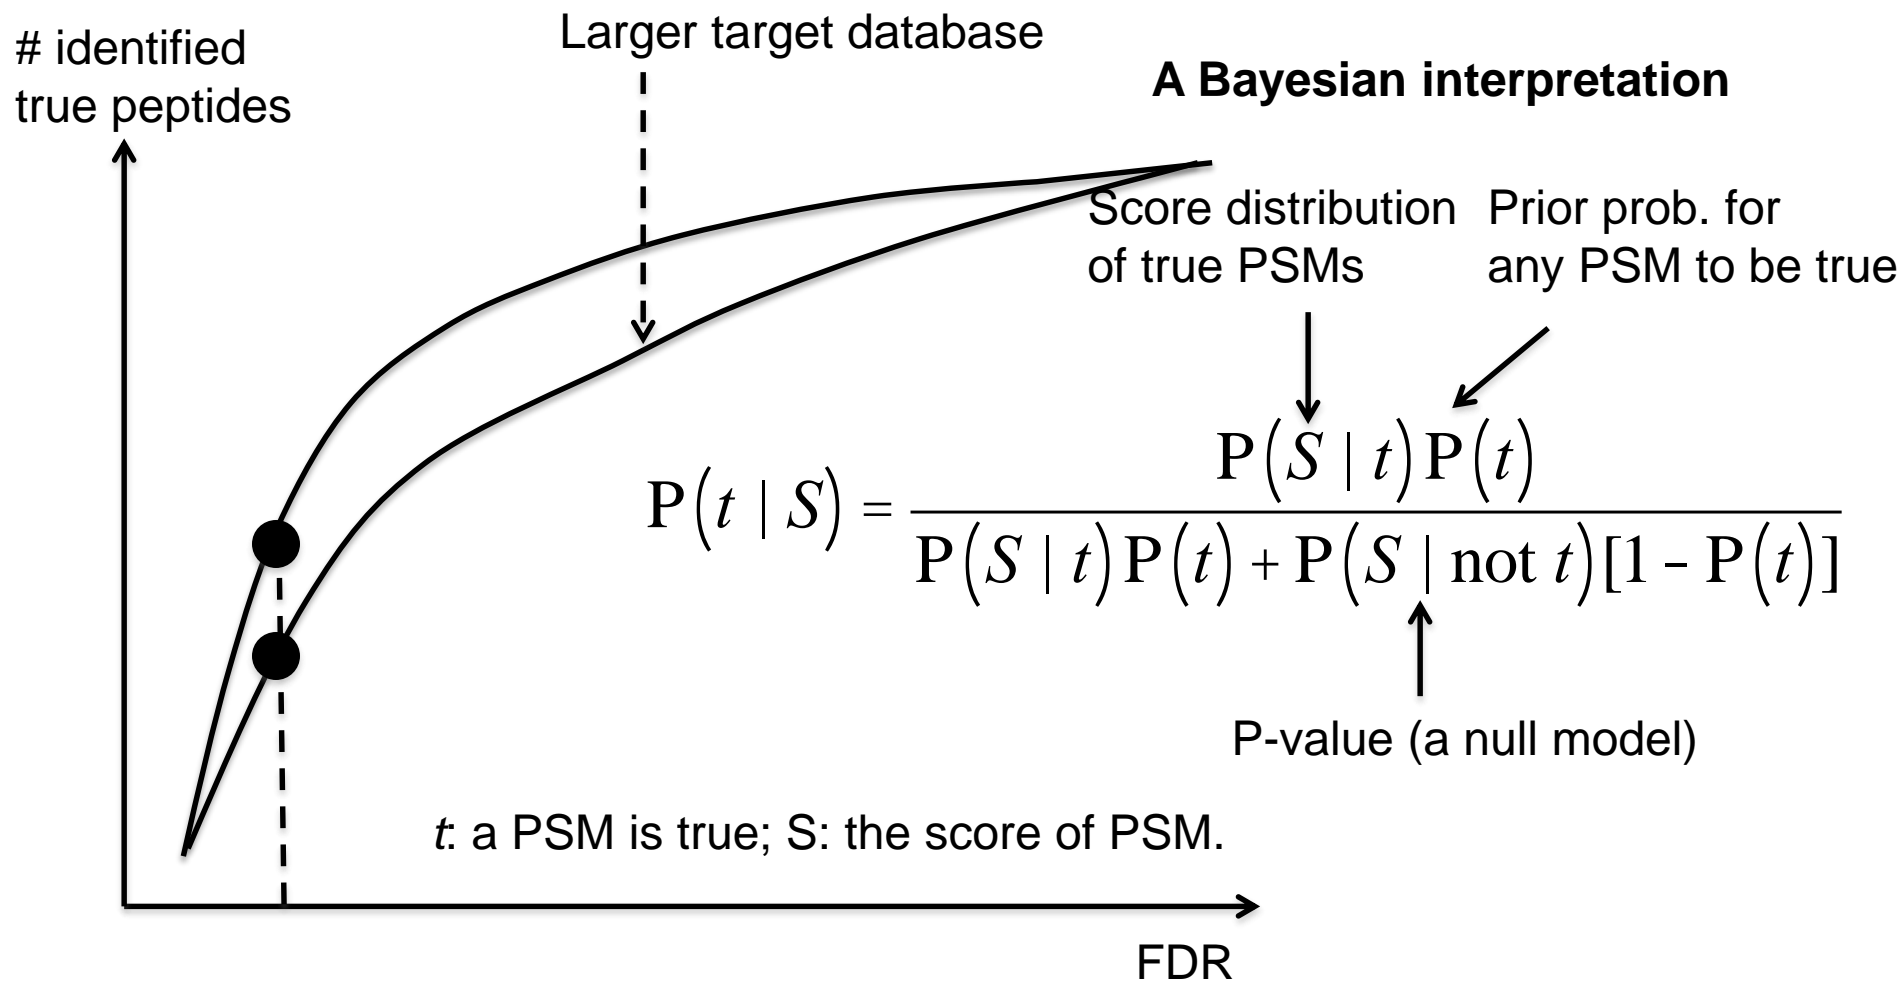 # identified
true peptides
Larger target database
A Bayesian interpretation
Score distribution
of true PSMs
Prior prob. for
any PSM to be true
P(t | S) = P(S | t)P(t) / P(S | t)P(t) + P(S | not t)[1 − P(t)]
P-value (a null model)
t: a PSM is true; S: the score of PSM.
FDR